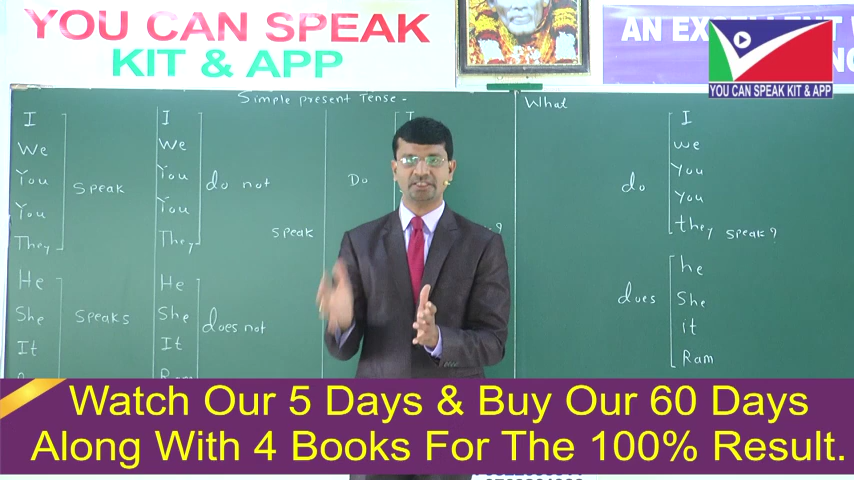 YOU CAN SPEAK
KIT & APP
AN EXCELLENT
YOU CAN SPEAK KIT & APP
Simple present Tense -
I
We
You
You
They
Speak
He
She
It
Speaks
I
We
You
You
They
do not
He
She
It
Ram
does not
Speak
Do
I
?
What
do
I
we
you
you
they
speak?
does
he
She
it
Ram
Watch Our 5 Days & Buy Our 60 Days
Along With 4 Books For The 100% Result.